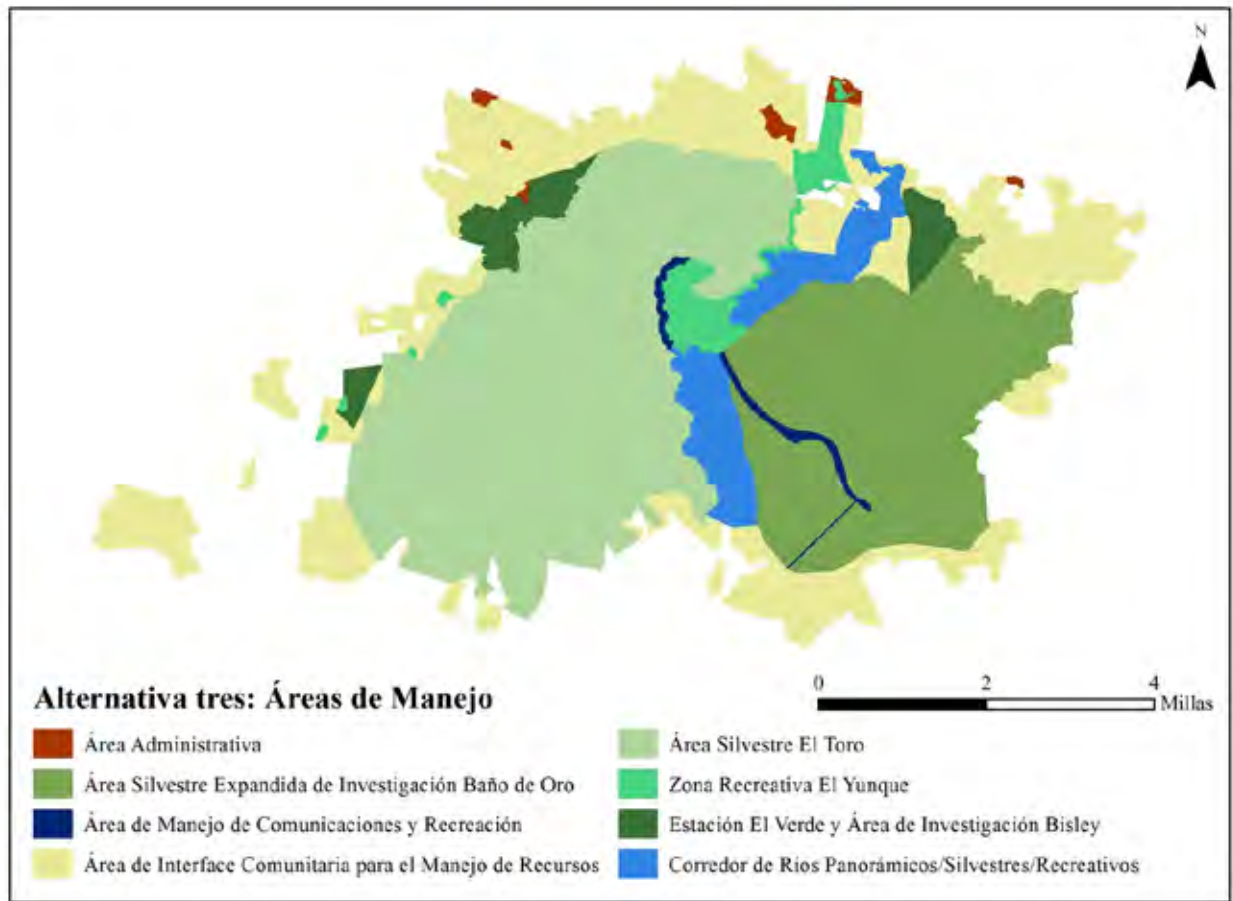 N
Alternativa tres: Áreas de Manejo
0 2 4
Millas
Área Administrativa
Área Silvestre Expandida de Investigación Baño de Oro
Área de Manejo de Comunicaciones y Recreación
Área de Interface Comunitaria para el Manejo de Recursos
Área Silvestre El Toro
Zona Recreativa El Yunque
Estación El Verde y Área de Investigación Bisley
Corredor de Ríos Panorámicos/Silvestres/Recreativos